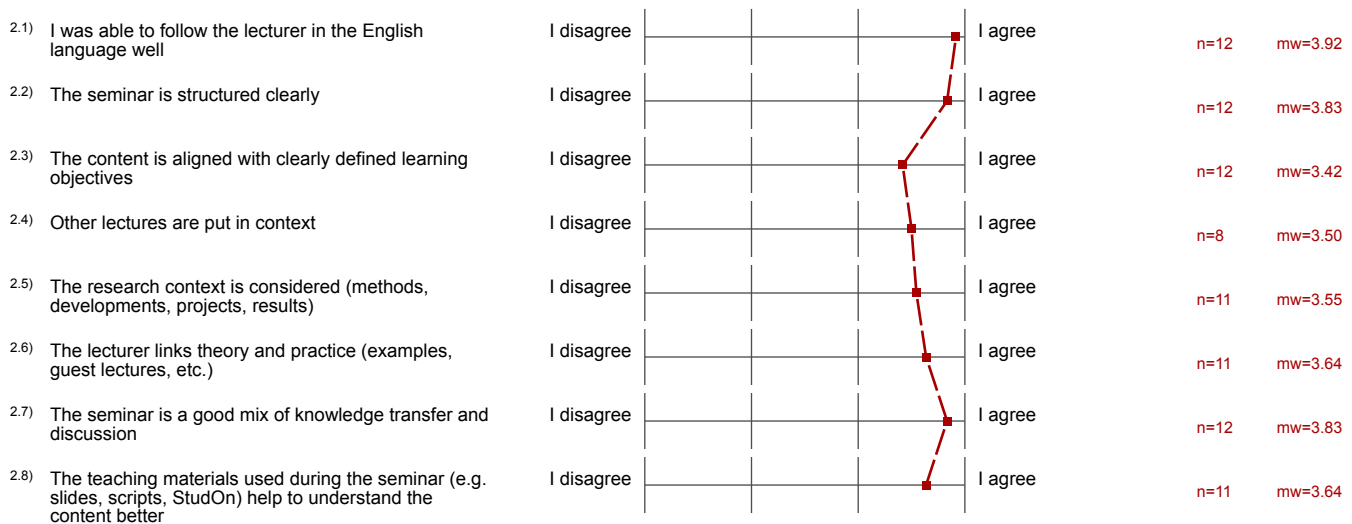 2.1) I was able to follow the lecturer in the English
language well
I disagree I agree n=12 mw=3.92
2.2) The seminar is structured clearly
I disagree I agree n=12 mw=3.83
2.3) The content is aligned with clearly defined learning
objectives
I disagree I agree n=12 mw=3.42
2.4) Other lectures are put in context
I disagree I agree n=8 mw=3.50
2.5) The research context is considered (methods,
developments, projects, results)
I disagree I agree n=11 mw=3.55
2.6) The lecturer links theory and practice (examples,
guest lectures, etc.)
I disagree I agree n=11 mw=3.64
2.7) The seminar is a good mix of knowledge transfer and
discussion
I disagree I agree n=12 mw=3.83
2.8) The teaching materials used during the seminar (e.g.
slides, scripts, StudOn) help to understand the
content better
I disagree I agree n=11 mw=3.64